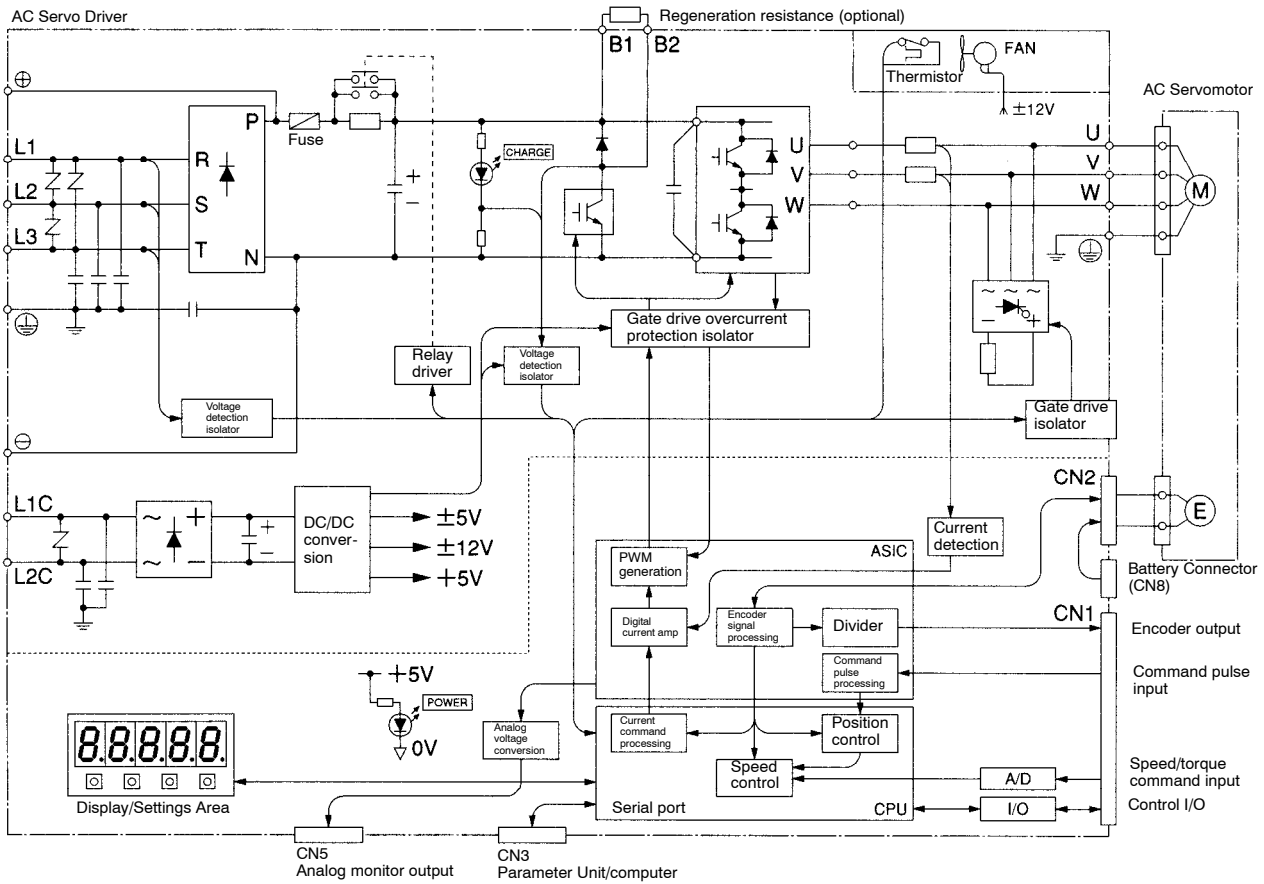 AC Servo Driver
Regeneration resistance (optional)
B1 B2
FAN
Thermistor
±12V
AC Servomotor
P
Fuse
CHARGE
+
−
L1
R
L2
S
L3
T
N
U
V
W
U
V
W
M
~ ~ ~
− +
Gate drive overcurrent
protection isolator
Relay
driver
Voltage
detection
isolator
Voltage
detection
isolator
Gate drive
isolator
L1C
L2C
~ +
~ −
+
−
DC/DC
conver-
sion
±5V
±12V
+5V
CN2
E
Current
detection
ASIC
PWM
generation
Battery Connector
(CN8)
Digital
current amp
Encoder
signal
processing
Divider
CN1
Encoder output
Command
pulse
processing
Command pulse
input
+5V
POWER
0V
Analog
voltage
conversion
Current
command
processing
Position
control
Speed
control
A/D
Speed/torque
command input
Serial port
CPU
I/O
Control I/O
8.8.8.8.8.
Display/Settings Area
CN5
Analog monitor output
CN3
Parameter Unit/computer